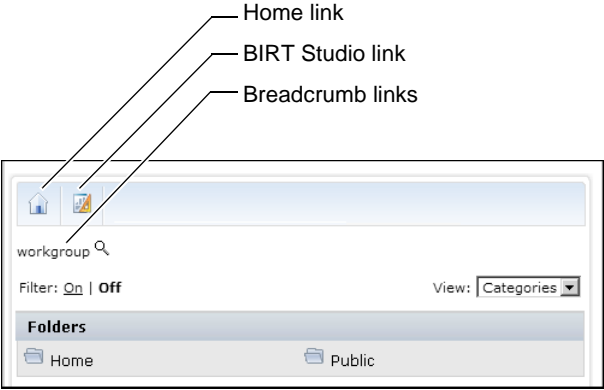 Home link
BIRT Studio link
Breadcrumb links
workgroup
Filter: On | Off View: Categories
Folders
Home Public